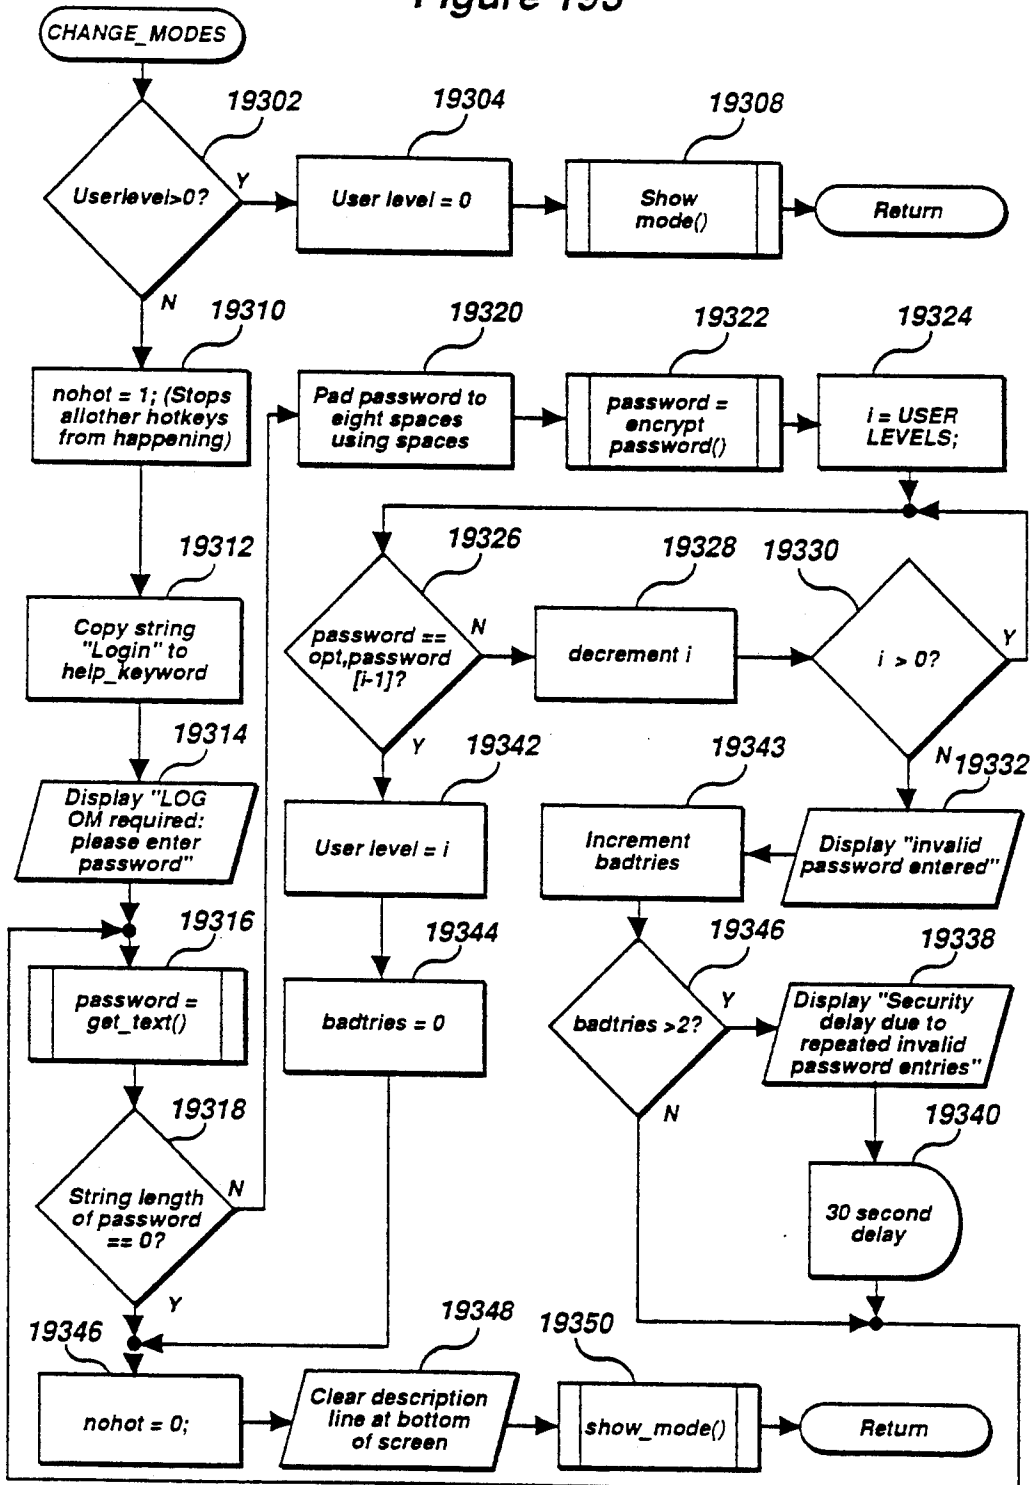 Figure 193
CHANGE_MODES
19302
19304
19308
Userlevel>0?
Y
User level = 0
Show
mode()
Return
N
19310
19320
19322
19324
nohot = 1; (Stops
allother hotkeys
from happening)
Pad password to
eight spaces
using spaces
password =
encrypt
password()
i = USER
LEVELS;
19312
19326
19328
19330
Copy string
"Login" to
help_keyword
password ==
opt,password
[i-1]?
N
decrement i
i > 0?
Y
19314
Y
19342
19343
N
19332
Display "LOG
OM required:
please enter
password"
User level = i
Increment
badtries
Display "invalid
password entered"
19316
19344
19346
19338
password =
get_text()
badtries = 0
badtries >2?
Y
Display "Security
delay due to
repeated invalid
password entries"
19318
N
19340
String length
of password
== 0?
N
30 second
delay
Y
19346
19348
19350
nohot = 0;
Clear description
line at bottom
of screen
show_mode()
Return